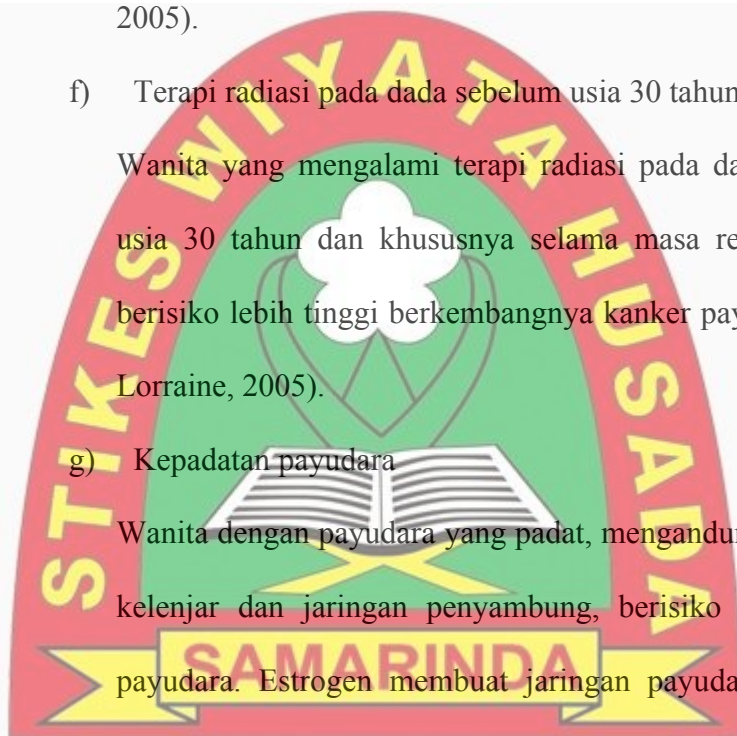 2005).
f) Terapi radiasi pada dada sebelum usia 30 tahun
Wanita yang mengalami terapi radiasi pada da
usia 30 tahun dan khususnya selama masa re
berisiko lebih tinggi berkembangnya kanker pay
Lorraine, 2005).
g) Kepadatan payudara
Wanita dengan payudara yang padat, mengandun
kelenjar dan jaringan penyambung, berisiko
payudara. Estrogen membuat jaringan payuda
STIKES WIYATA HUSADA
SAMARINDA